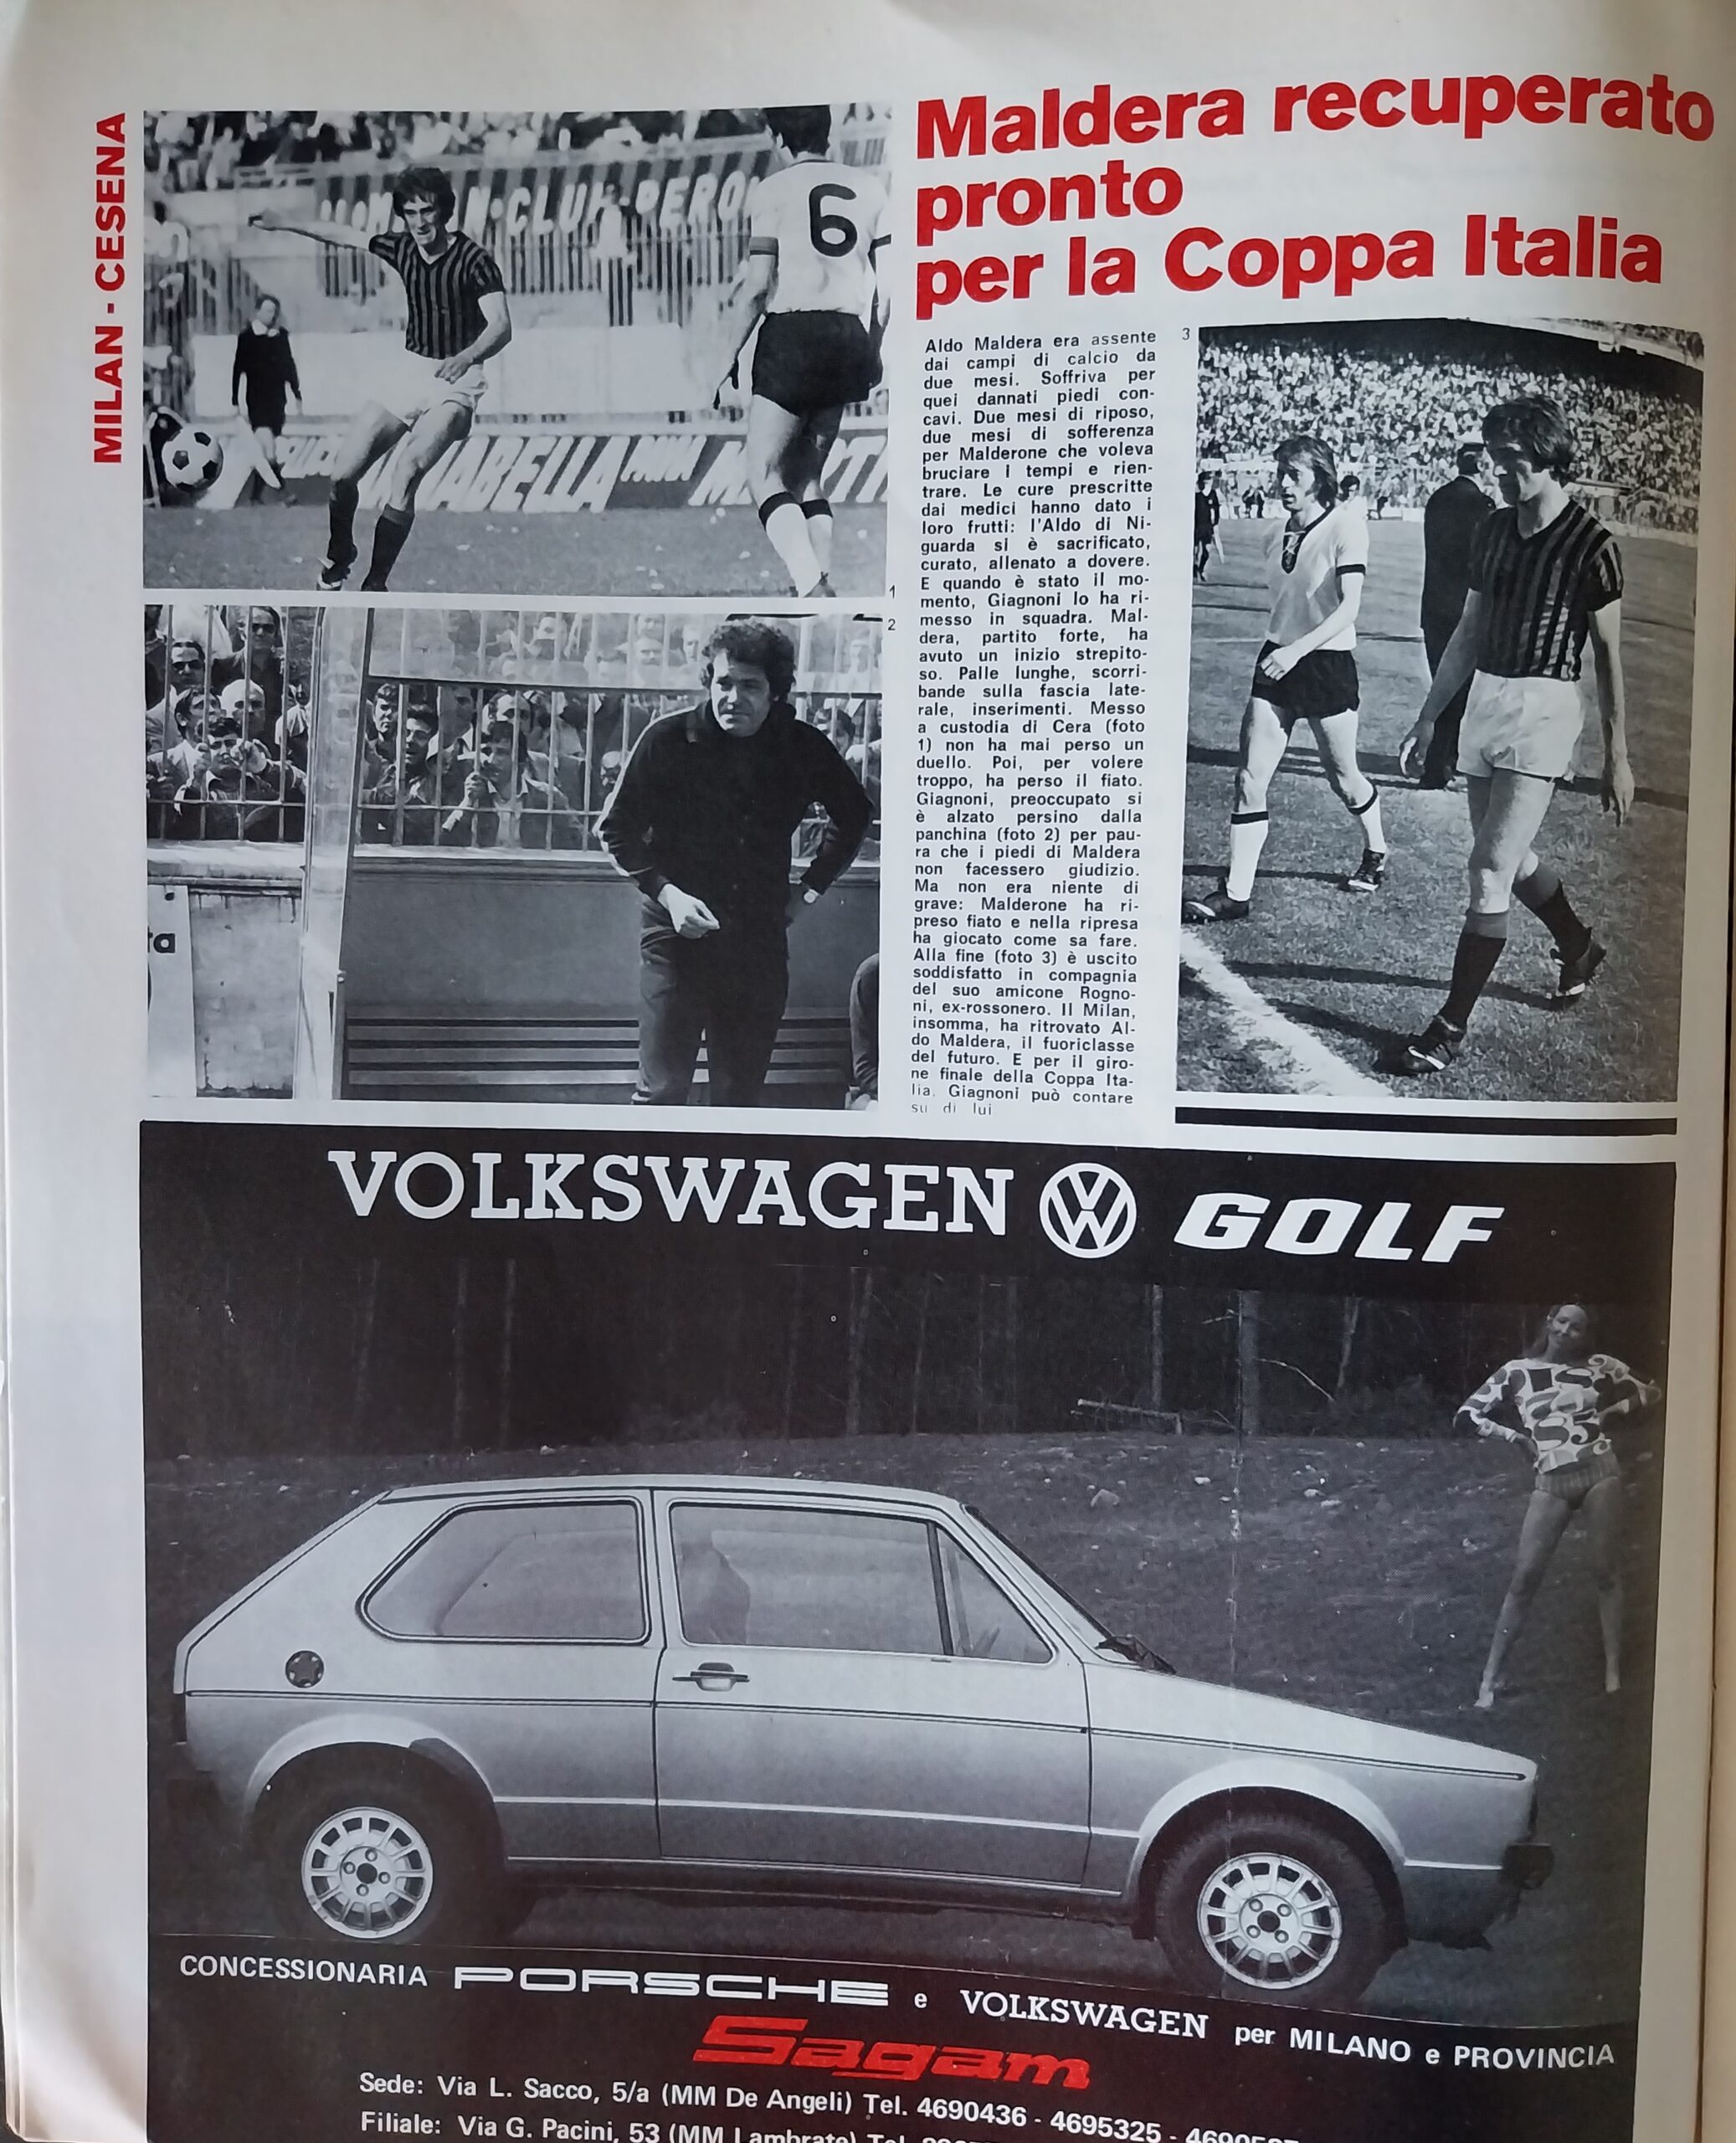 MILAN - CESENA
Maldera recuperato
pronto
per la Coppa Italia
6
1
2
3
Aldo Maldera era assente
dai campi di calcio da
due mesi. Soffriva per
quei dannati piedi con-
cavi. Due mesi di riposo,
due mesi di sofferenza
per Malderone che voleva
bruciare i tempi e rien-
trare. Le cure prescritte
dai medici hanno dato i
loro frutti: l'Aldo di Ni-
guarda si è sacrificato,
curato, allenato a dovere.
E quando è stato il mo-
mento, Giagnoni lo ha ri-
messo in squadra. Mal-
dera, partito forte, ha
avuto un inizio strepito-
so. Palle lunghe, scorri-
bande sulla fascia late-
rale, inserimenti. Messo
a custodia di Cera (foto
1) non ha mai perso un
duello. Poi, per volere
troppo, ha perso il fiato.
Giagnoni, preoccupato si
è alzato persino dalla
panchina (foto 2) per pau-
ra che i piedi di Maldera
non facessero giudizio.
Ma non era niente di
grave: Malderone ha ri-
preso fiato e nella ripresa
ha giocato come sa fare.
Alla fine (foto 3) è uscito
soddisfatto in compagnia
del suo amicone Rogno-
ni, ex-rossonero. Il Milan,
insomma, ha ritrovato Al-
do Maldera, il fuoriclasse
del futuro. E per il giro-
ne finale della Coppa Ita-
lia. Giagnoni può contare
su di lui
VOLKSWAGEN GOLF
CONCESSIONARIA PORSCHE e VOLKSWAGEN per MILANO e PROVINCIA
Sagam
Sede: Via L. Sacco, 5/a (MM De Angeli) Tel. 4690436 - 4695325 -
Filiale: Via G. Pacini, 53 (MM Lambrate) Tel.